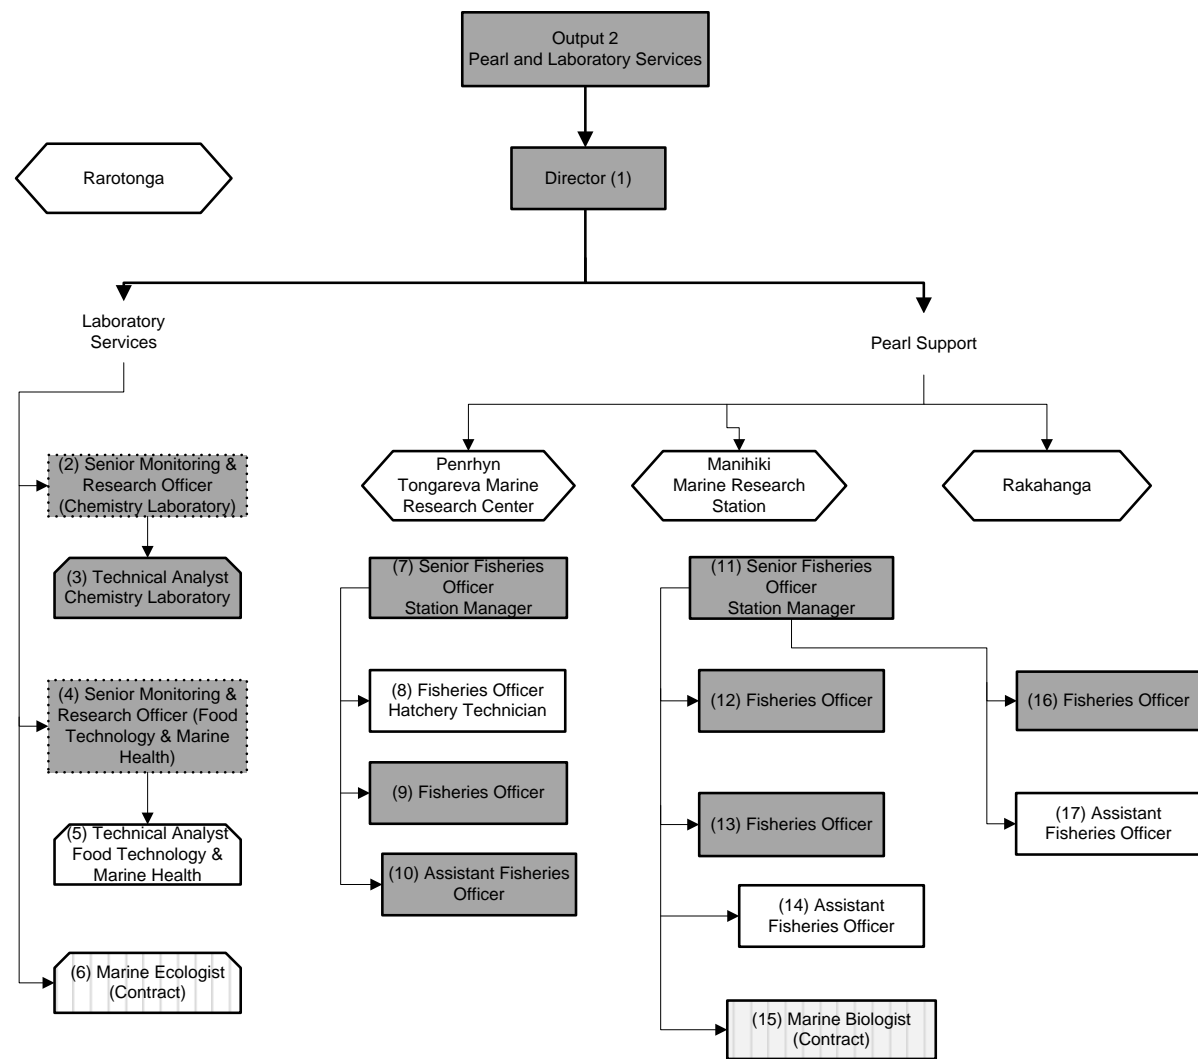 Output 2
Pearl and Laboratory Services
Rarotonga
Director (1)
Laboratory
Services
Pearl Support
(2) Senior Monitoring &
Research Officer
(Chemistry Laboratory)
(3) Technical Analyst
Chemistry Laboratory
(4) Senior Monitoring &
Research Officer (Food
Technology & Marine
Health)
(5) Technical Analyst
Food Technology &
Marine Health
(6) Marine Ecologist
(Contract)
Penrhyn
Tongareva Marine
Research Center
(7) Senior Fisheries
Officer
Station Manager
(8) Fisheries Officer
Hatchery Technician
(9) Fisheries Officer
(10) Assistant Fisheries
Officer
Manihiki
Marine Research
Station
(11) Senior Fisheries
Officer
Station Manager
(12) Fisheries Officer
(13) Fisheries Officer
(14) Assistant
Fisheries Officer
(15) Marine Biologist
(Contract)
Rakahanga
(16) Fisheries Officer
(17) Assistant
Fisheries Officer